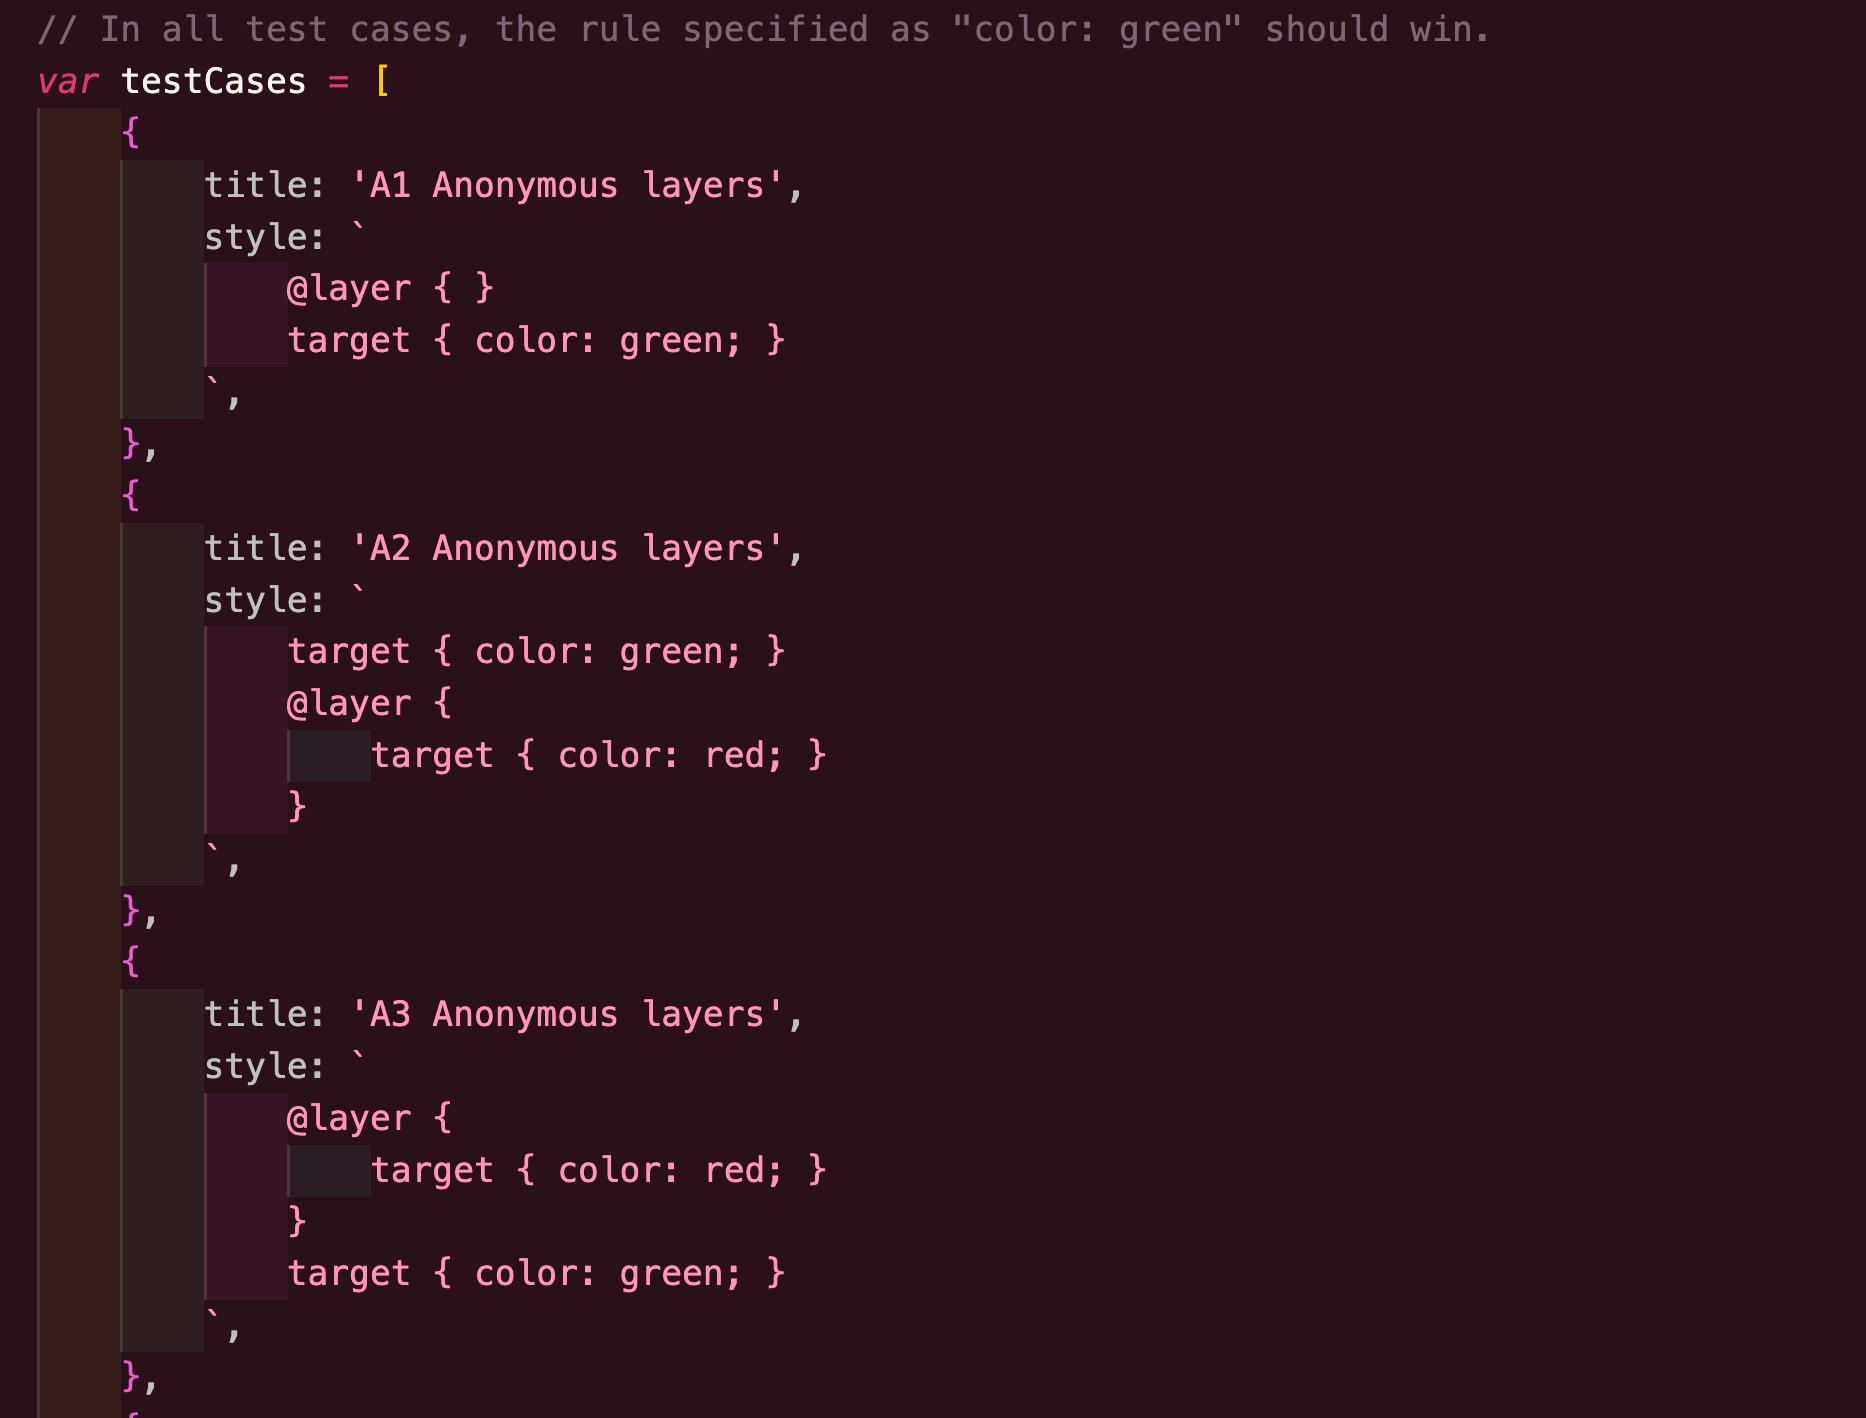 // In all test cases, the rule specified as "color: green" should win.
var testCases = [
    {
        title: 'A1 Anonymous layers',
        style: `
            @layer { }
            target { color: green; }
        `,
    },
    {
        title: 'A2 Anonymous layers',
        style: `
            target { color: green; }
            @layer {
                target { color: red; }
            }
        `,
    },
    {
        title: 'A3 Anonymous layers',
        style: `
            @layer {
                target { color: red; }
            }
            target { color: green; }
        `,
    },
    {